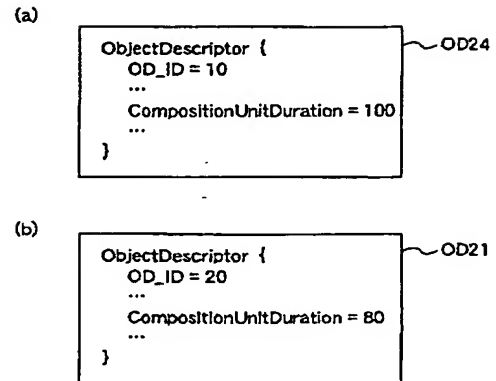 (a)
ObjectDescriptor {
OD24
OD_ID = 10
...
CompositionUnitDuration = 100
...
}
(b)
ObjectDescriptor {
OD21
OD_ID = 20
...
CompositionUnitDuration = 80
...
}